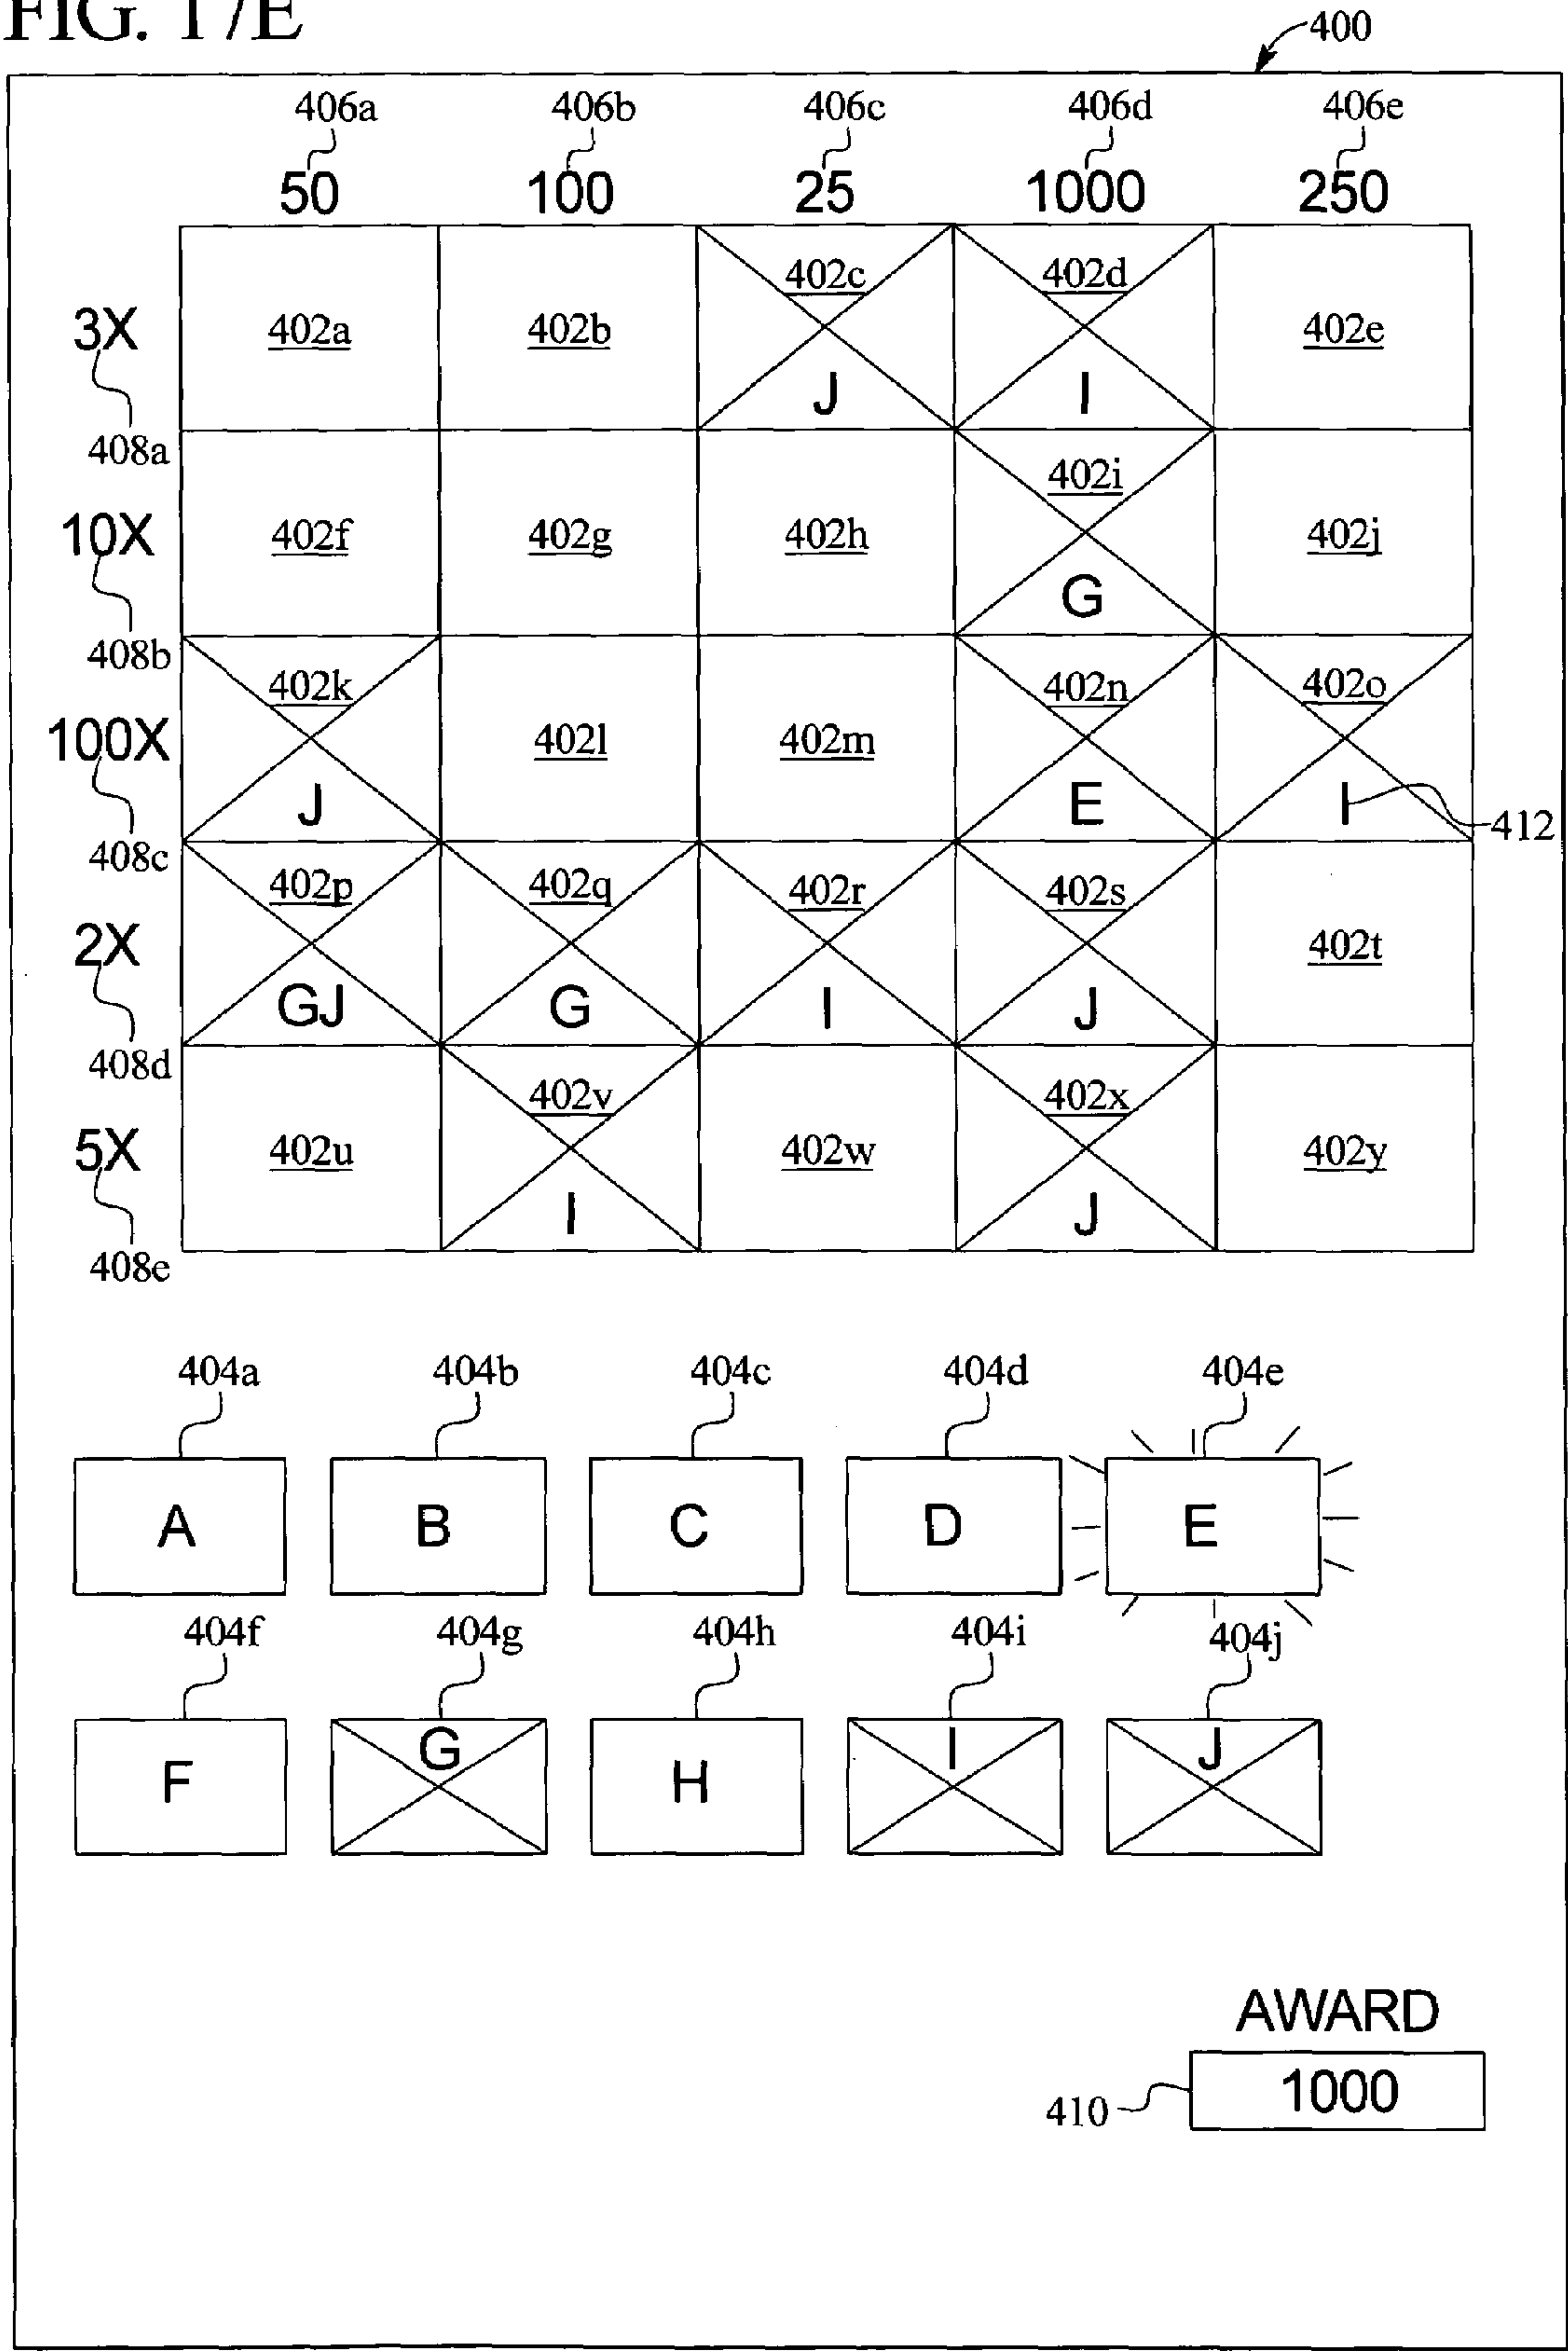 FIG. 17E
400
406a 406b 406c 406d 406e
50 100 25 1000 250
3X 402a 402b 402c 402d 402e
J I
408a
10X 402f 402g 402h 402i 402j
G
408b
100X 402k 402l 402m 402n 402o
J E I 412
408c
2X 402p 402q 402r 402s 402t
GJ G I J
408d
5X 402u 402v 402w 402x 402y
I J
408e
404a 404b 404c 404d 404e
A B C D E
404f 404g 404h 404i 404j
F G H I J
AWARD
410 1000